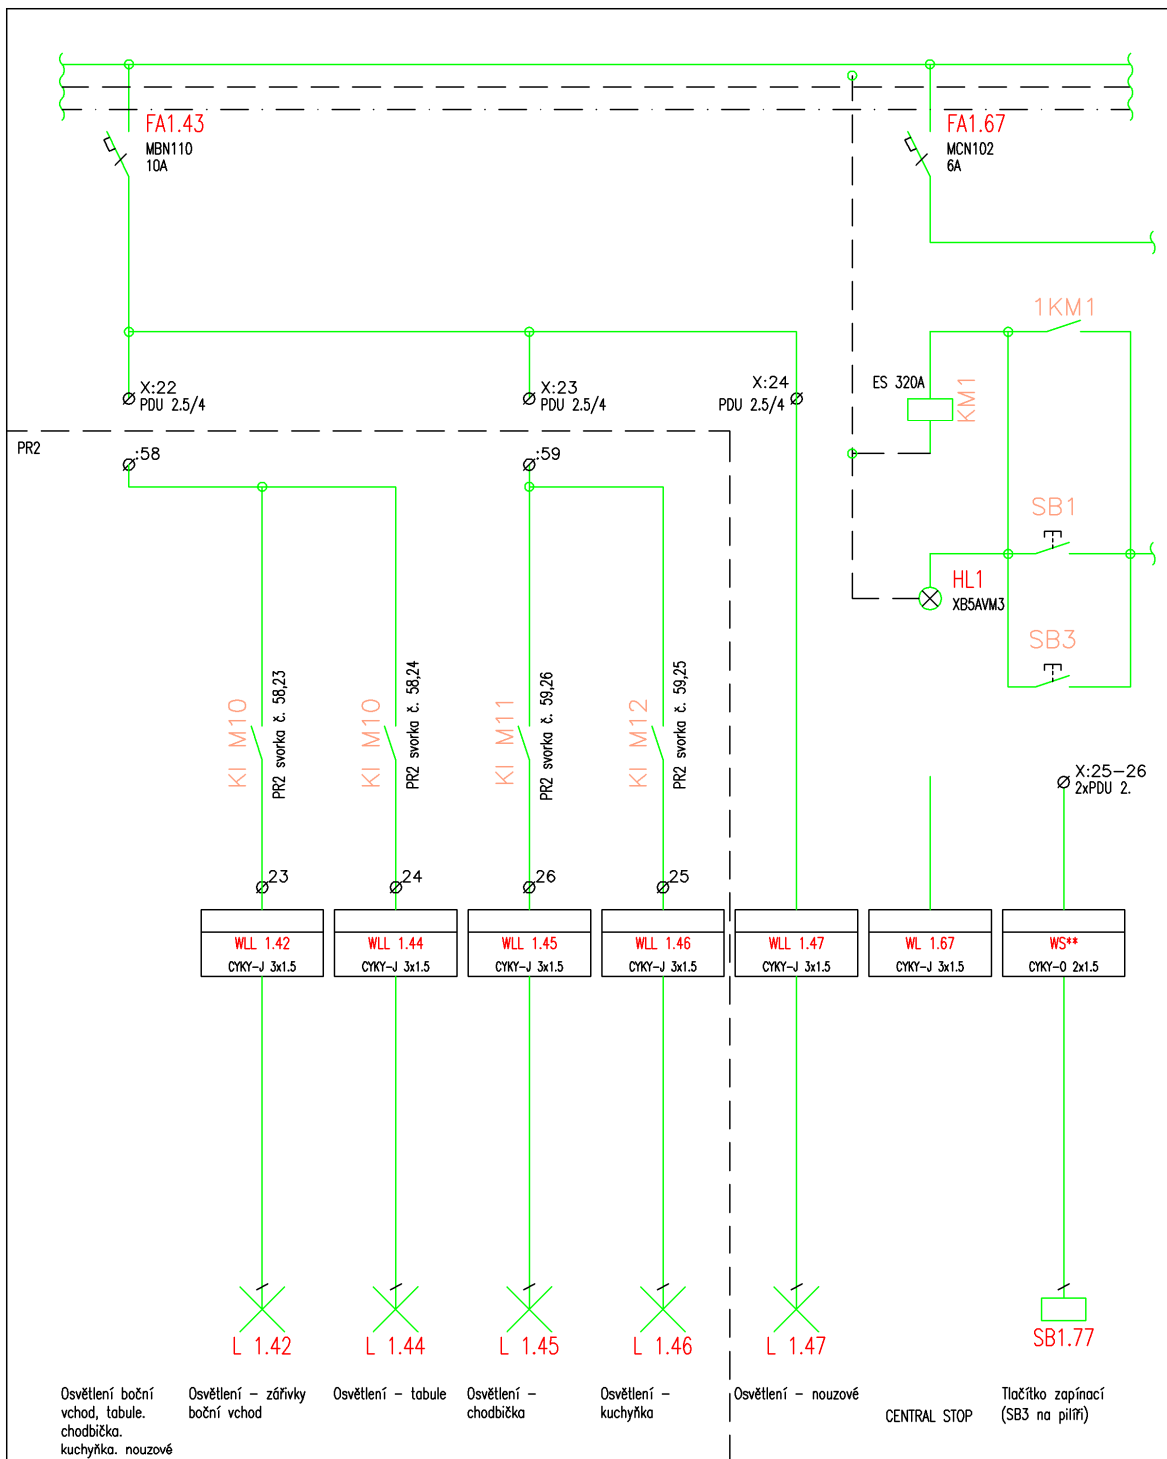 FA1.43
MBN110
10A
FA1.67
MCN102
6A
1KM1
ES 320A
KM1
X:22
PDU 2.5/4
X:23
PDU 2.5/4
X:24
PDU 2.5/4
PR2
:58
:59
SB1
HL1
XB5AVM3
SB3
KI M10
PR2 svorka č. 58,23
KI M10
PR2 svorka č. 58,24
KI M11
PR2 svorka č. 59,26
KI M12
PR2 svorka č. 59,25
X:25-26
2xPDU 2.
23
24
26
25
WLL 1.42
CYKY-J 3x1.5
WLL 1.44
CYKY-J 3x1.5
WLL 1.45
CYKY-J 3x1.5
WLL 1.46
CYKY-J 3x1.5
WLL 1.47
CYKY-J 3x1.5
WL 1.67
CYKY-J 3x1.5
WS**
CYKY-O 2x1.5
L 1.42
L 1.44
L 1.45
L 1.46
L 1.47
SB1.77
Osvětlení boční
vchod, tabule.
chodbička.
kuchyňka. nouzové
Osvětlení – zářivky
boční vchod
Osvětlení – tabule
Osvětlení –
chodbička
Osvětlení –
kuchyňka
Osvětlení – nouzové
CENTRAL STOP
Tlačítko zapínací
(SB3 na pilíři)